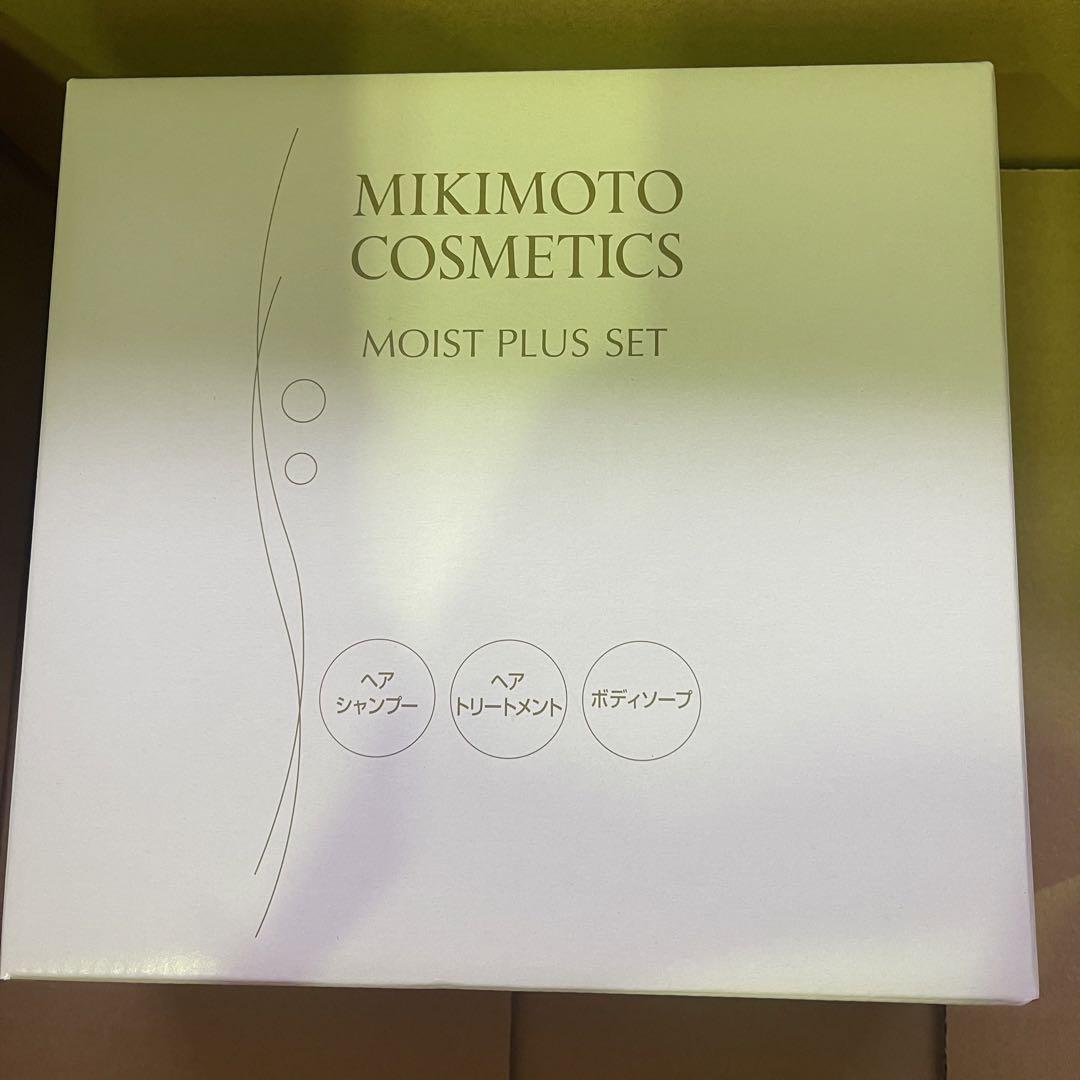 MIKIMOTO
COSMETICS
MOIST PLUS SET
ヘア
シャンプー
ヘア
トリートメント
ボディソープ